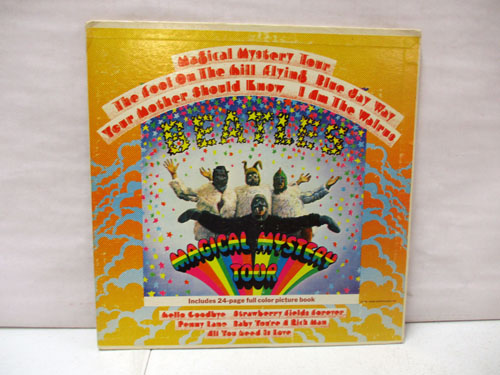 Magical Mystery Tour
The Fool On The Hill Flying Blue Jay Way
Your Mother Should Know I Am The Walrus
BEATLES
MAGICAL MYSTERY
TOUR
Includes 24-page full color picture book
Hello Goodbye Strawberry Fields Forever
Penny Lane Baby You're A Rich Man
All You Need Is Love